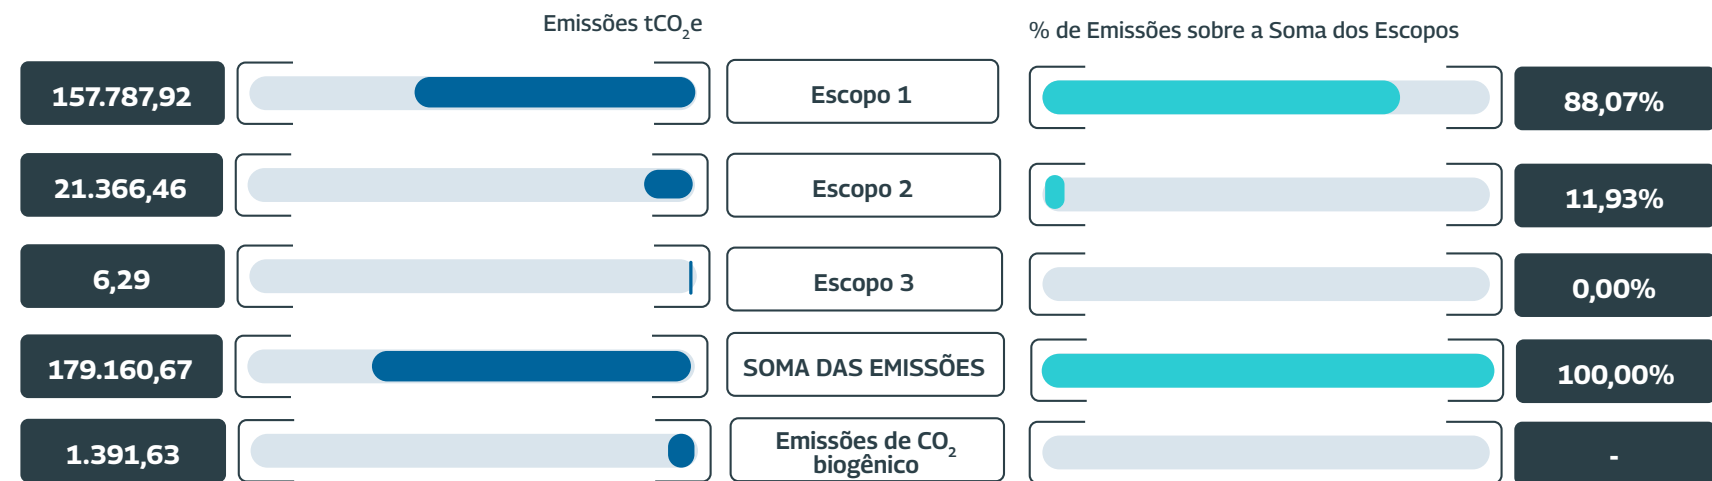 Emissões tCO₂e
% de Emissões sobre a Soma dos Escopos
157.787,92
Escopo 1
88,07%
21.366,46
Escopo 2
11,93%
6,29
Escopo 3
0,00%
179.160,67
SOMA DAS EMISSÕES
100,00%
1.391,63
Emissões de CO₂
biogênico
-